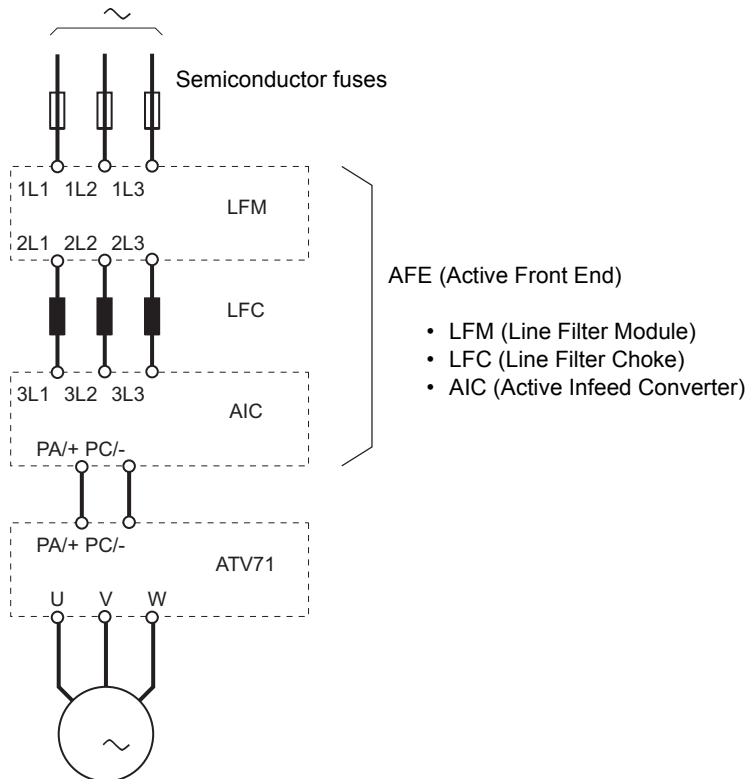 Semiconductor fuses
1L1 1L2 1L3
LFM
2L1 2L2 2L3
LFC
3L1 3L2 3L3
AIC
PA/+ PC/-
PA/+ PC/-
ATV71
U V W
AFE (Active Front End)
• LFM (Line Filter Module)
• LFC (Line Filter Choke)
• AIC (Active Infeed Converter)